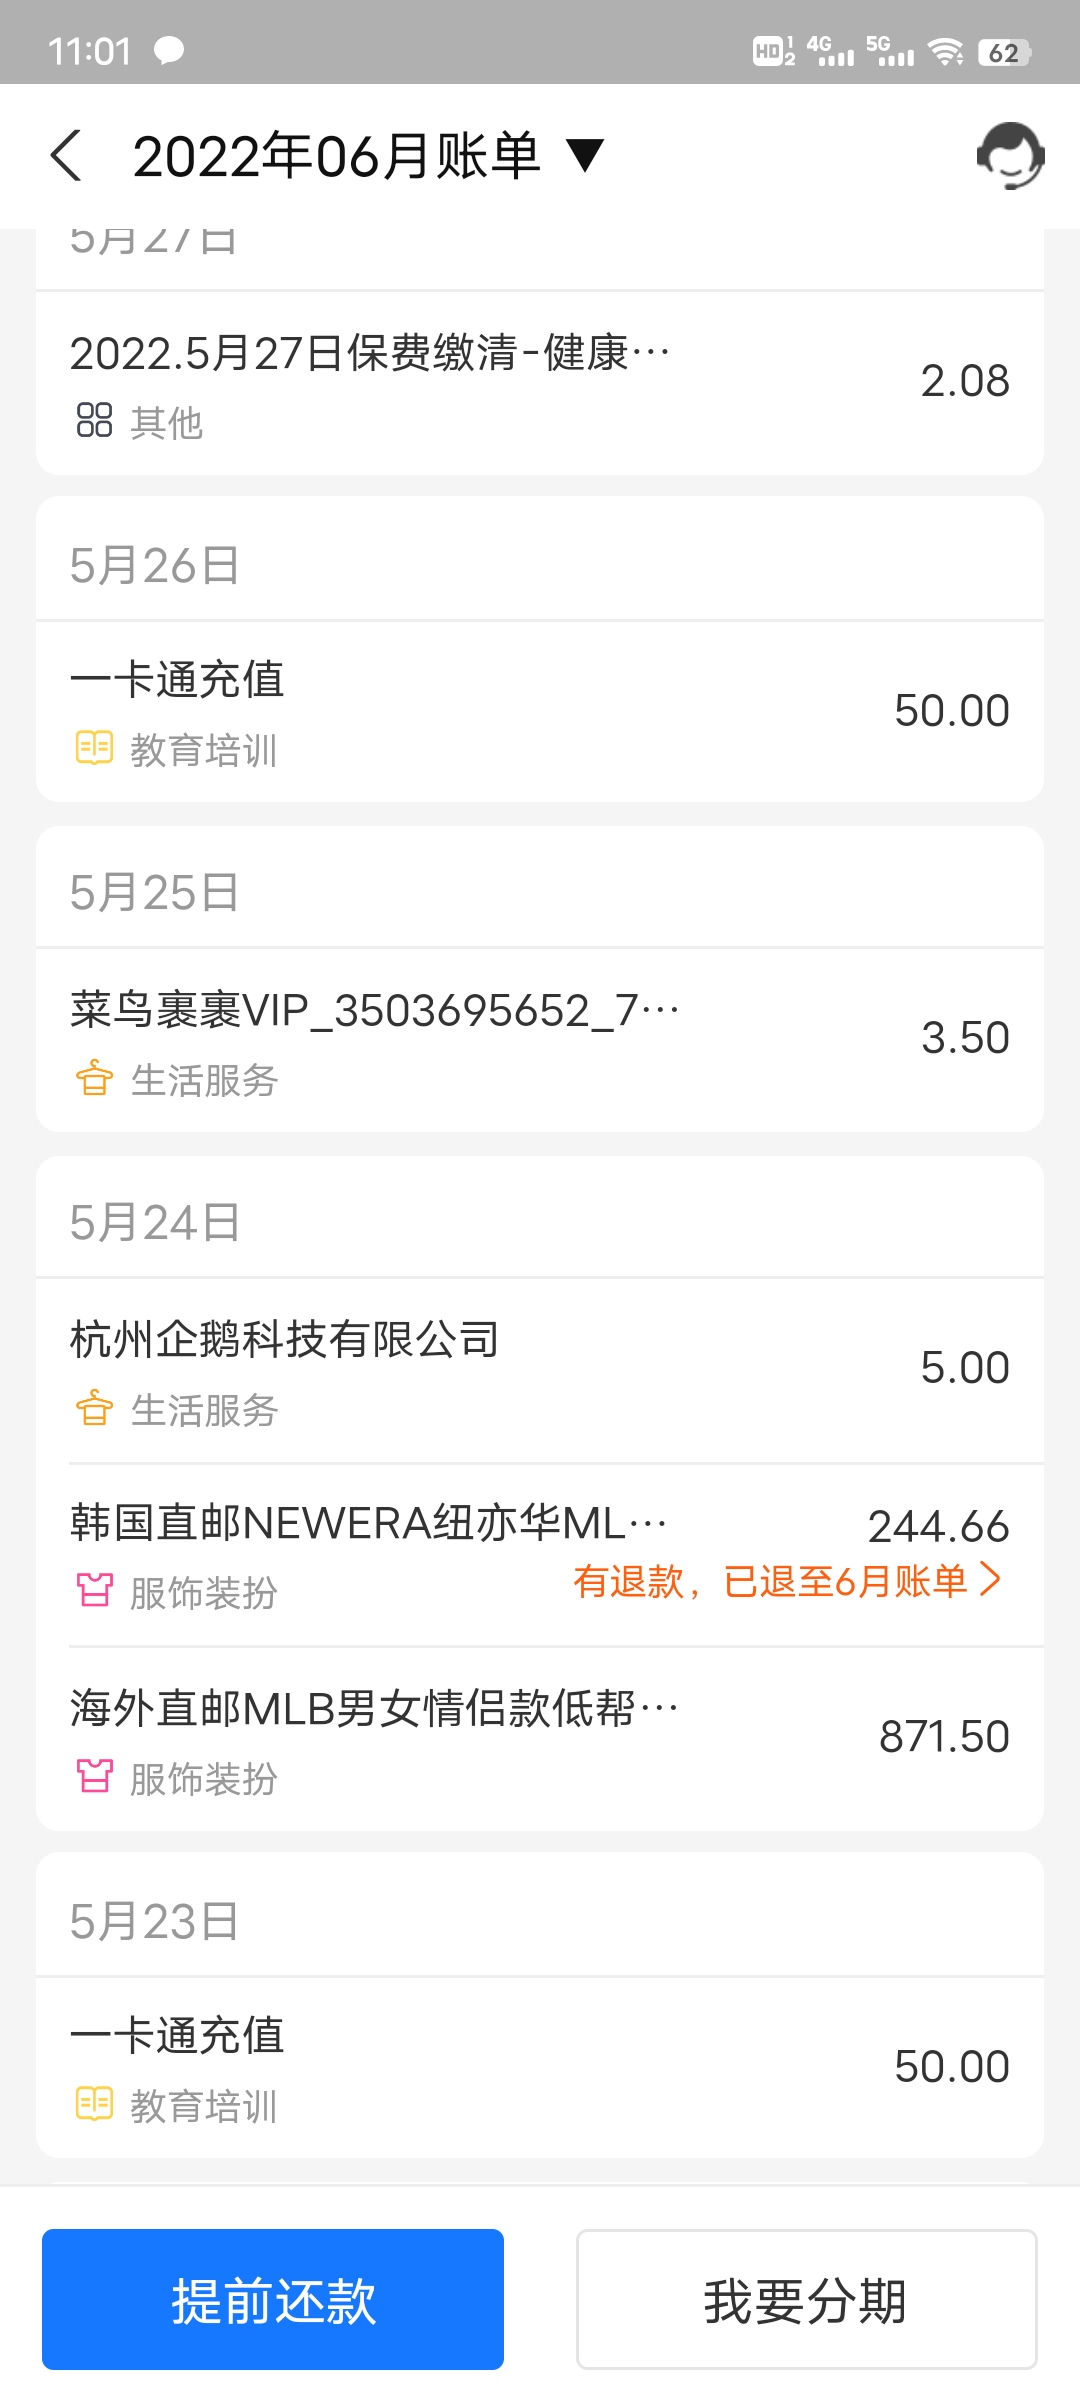 11:01 HD 1 2 4G 5G 62
2022年06月账单 ▼
5月27日
2022.5月27日保费缴清-健康…
2.08
其他
5月26日
一卡通充值
50.00
教育培训
5月25日
菜鸟裹裹VIP_3503695652_7…
3.50
生活服务
5月24日
杭州企鹅科技有限公司
5.00
生活服务
韩国直邮NEWERA纽亦华ML…
244.66
服饰装扮
有退款，已退至6月账单
海外直邮MLB男女情侣款低帮…
871.50
服饰装扮
5月23日
一卡通充值
50.00
教育培训
提前还款
我要分期